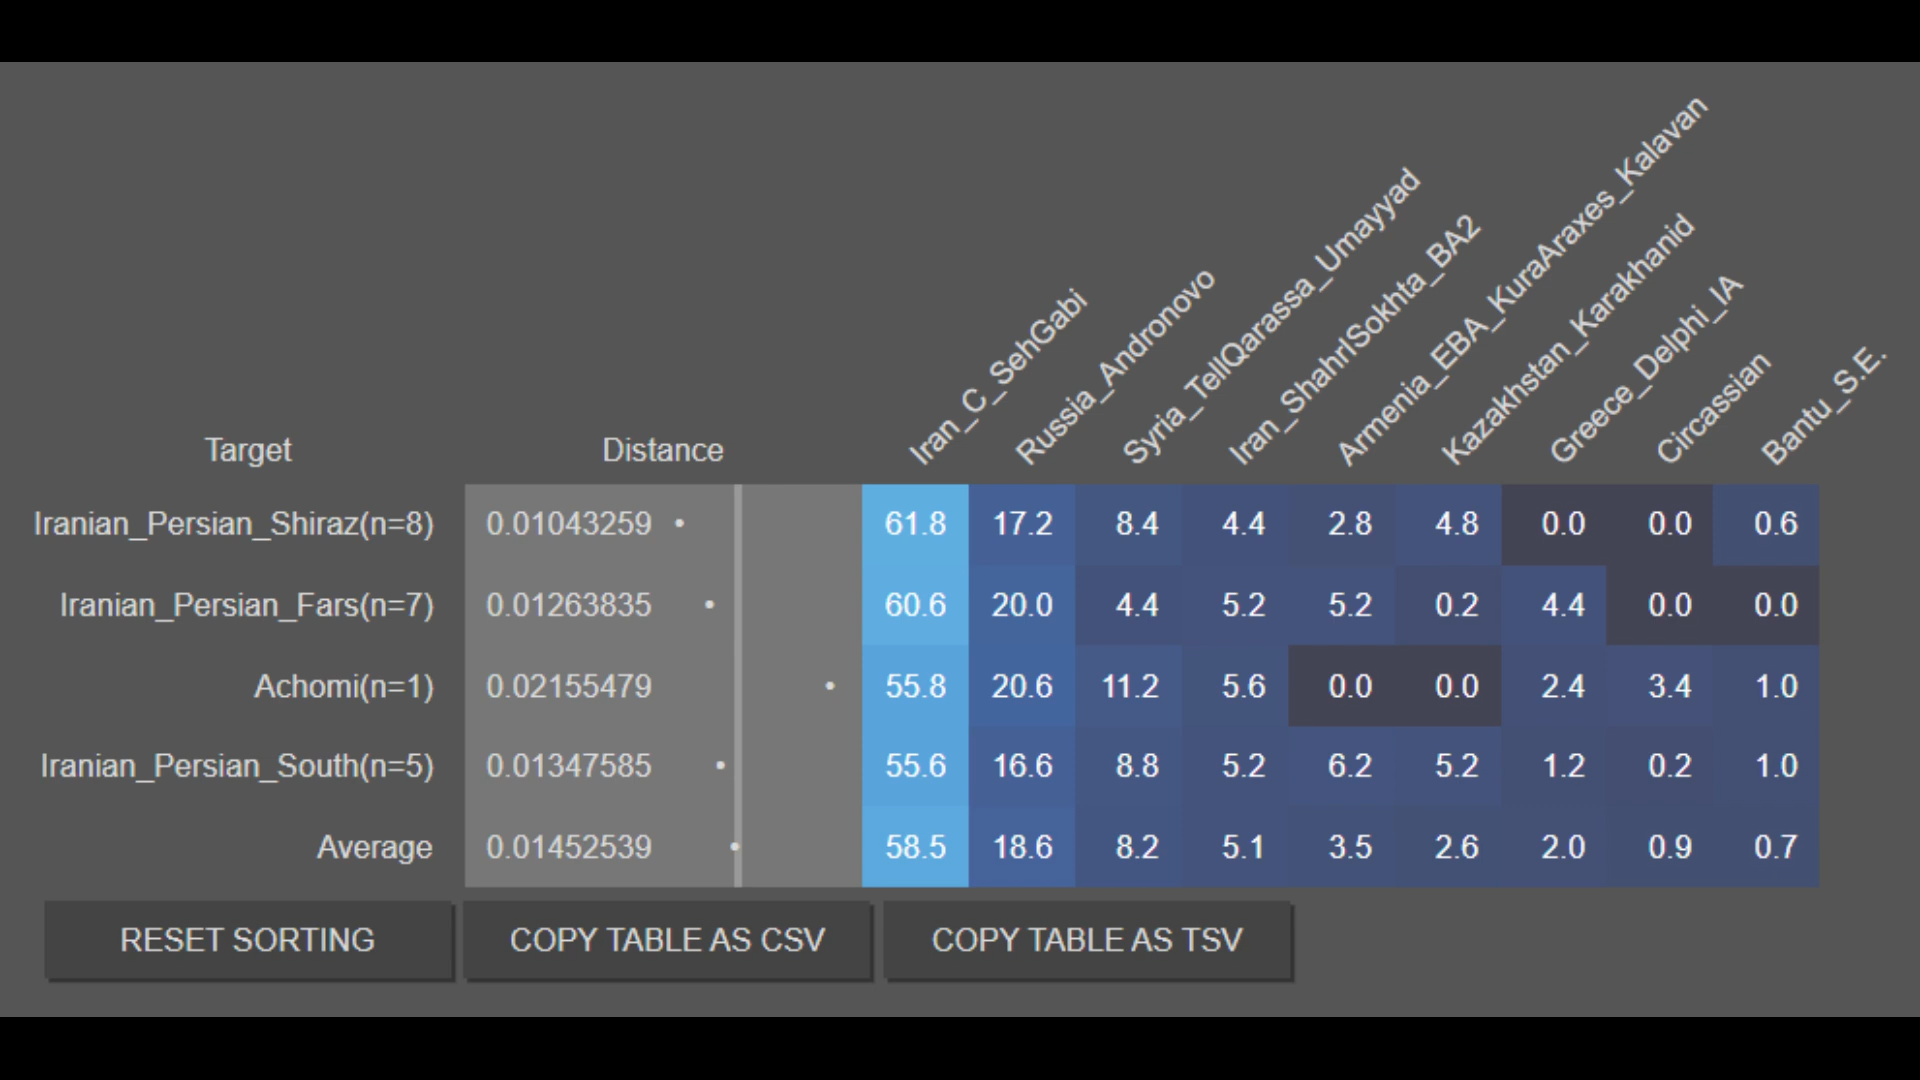 Target Distance Iran_C_SehGabi Russia_Andronovo Syria_TellQarassa_Umayyad Iran_ShahrISokhta_BA2 Armenia_EBA_KuraAraxes_Kalavan Kazakhstan_Karakhanid Greece_Delphi_IA Circassian Bantu_S.E.
Iranian_Persian_Shiraz(n=8) 0.01043259 61.8 17.2 8.4 4.4 2.8 4.8 0.0 0.0 0.6
Iranian_Persian_Fars(n=7) 0.01263835 60.6 20.0 4.4 5.2 5.2 0.2 4.4 0.0 0.0
Achomi(n=1) 0.02155479 55.8 20.6 11.2 5.6 0.0 0.0 2.4 3.4 1.0
Iranian_Persian_South(n=5) 0.01347585 55.6 16.6 8.8 5.2 6.2 5.2 1.2 0.2 1.0
Average 0.01452539 58.5 18.6 8.2 5.1 3.5 2.6 2.0 0.9 0.7
RESET SORTING COPY TABLE AS CSV COPY TABLE AS TSV